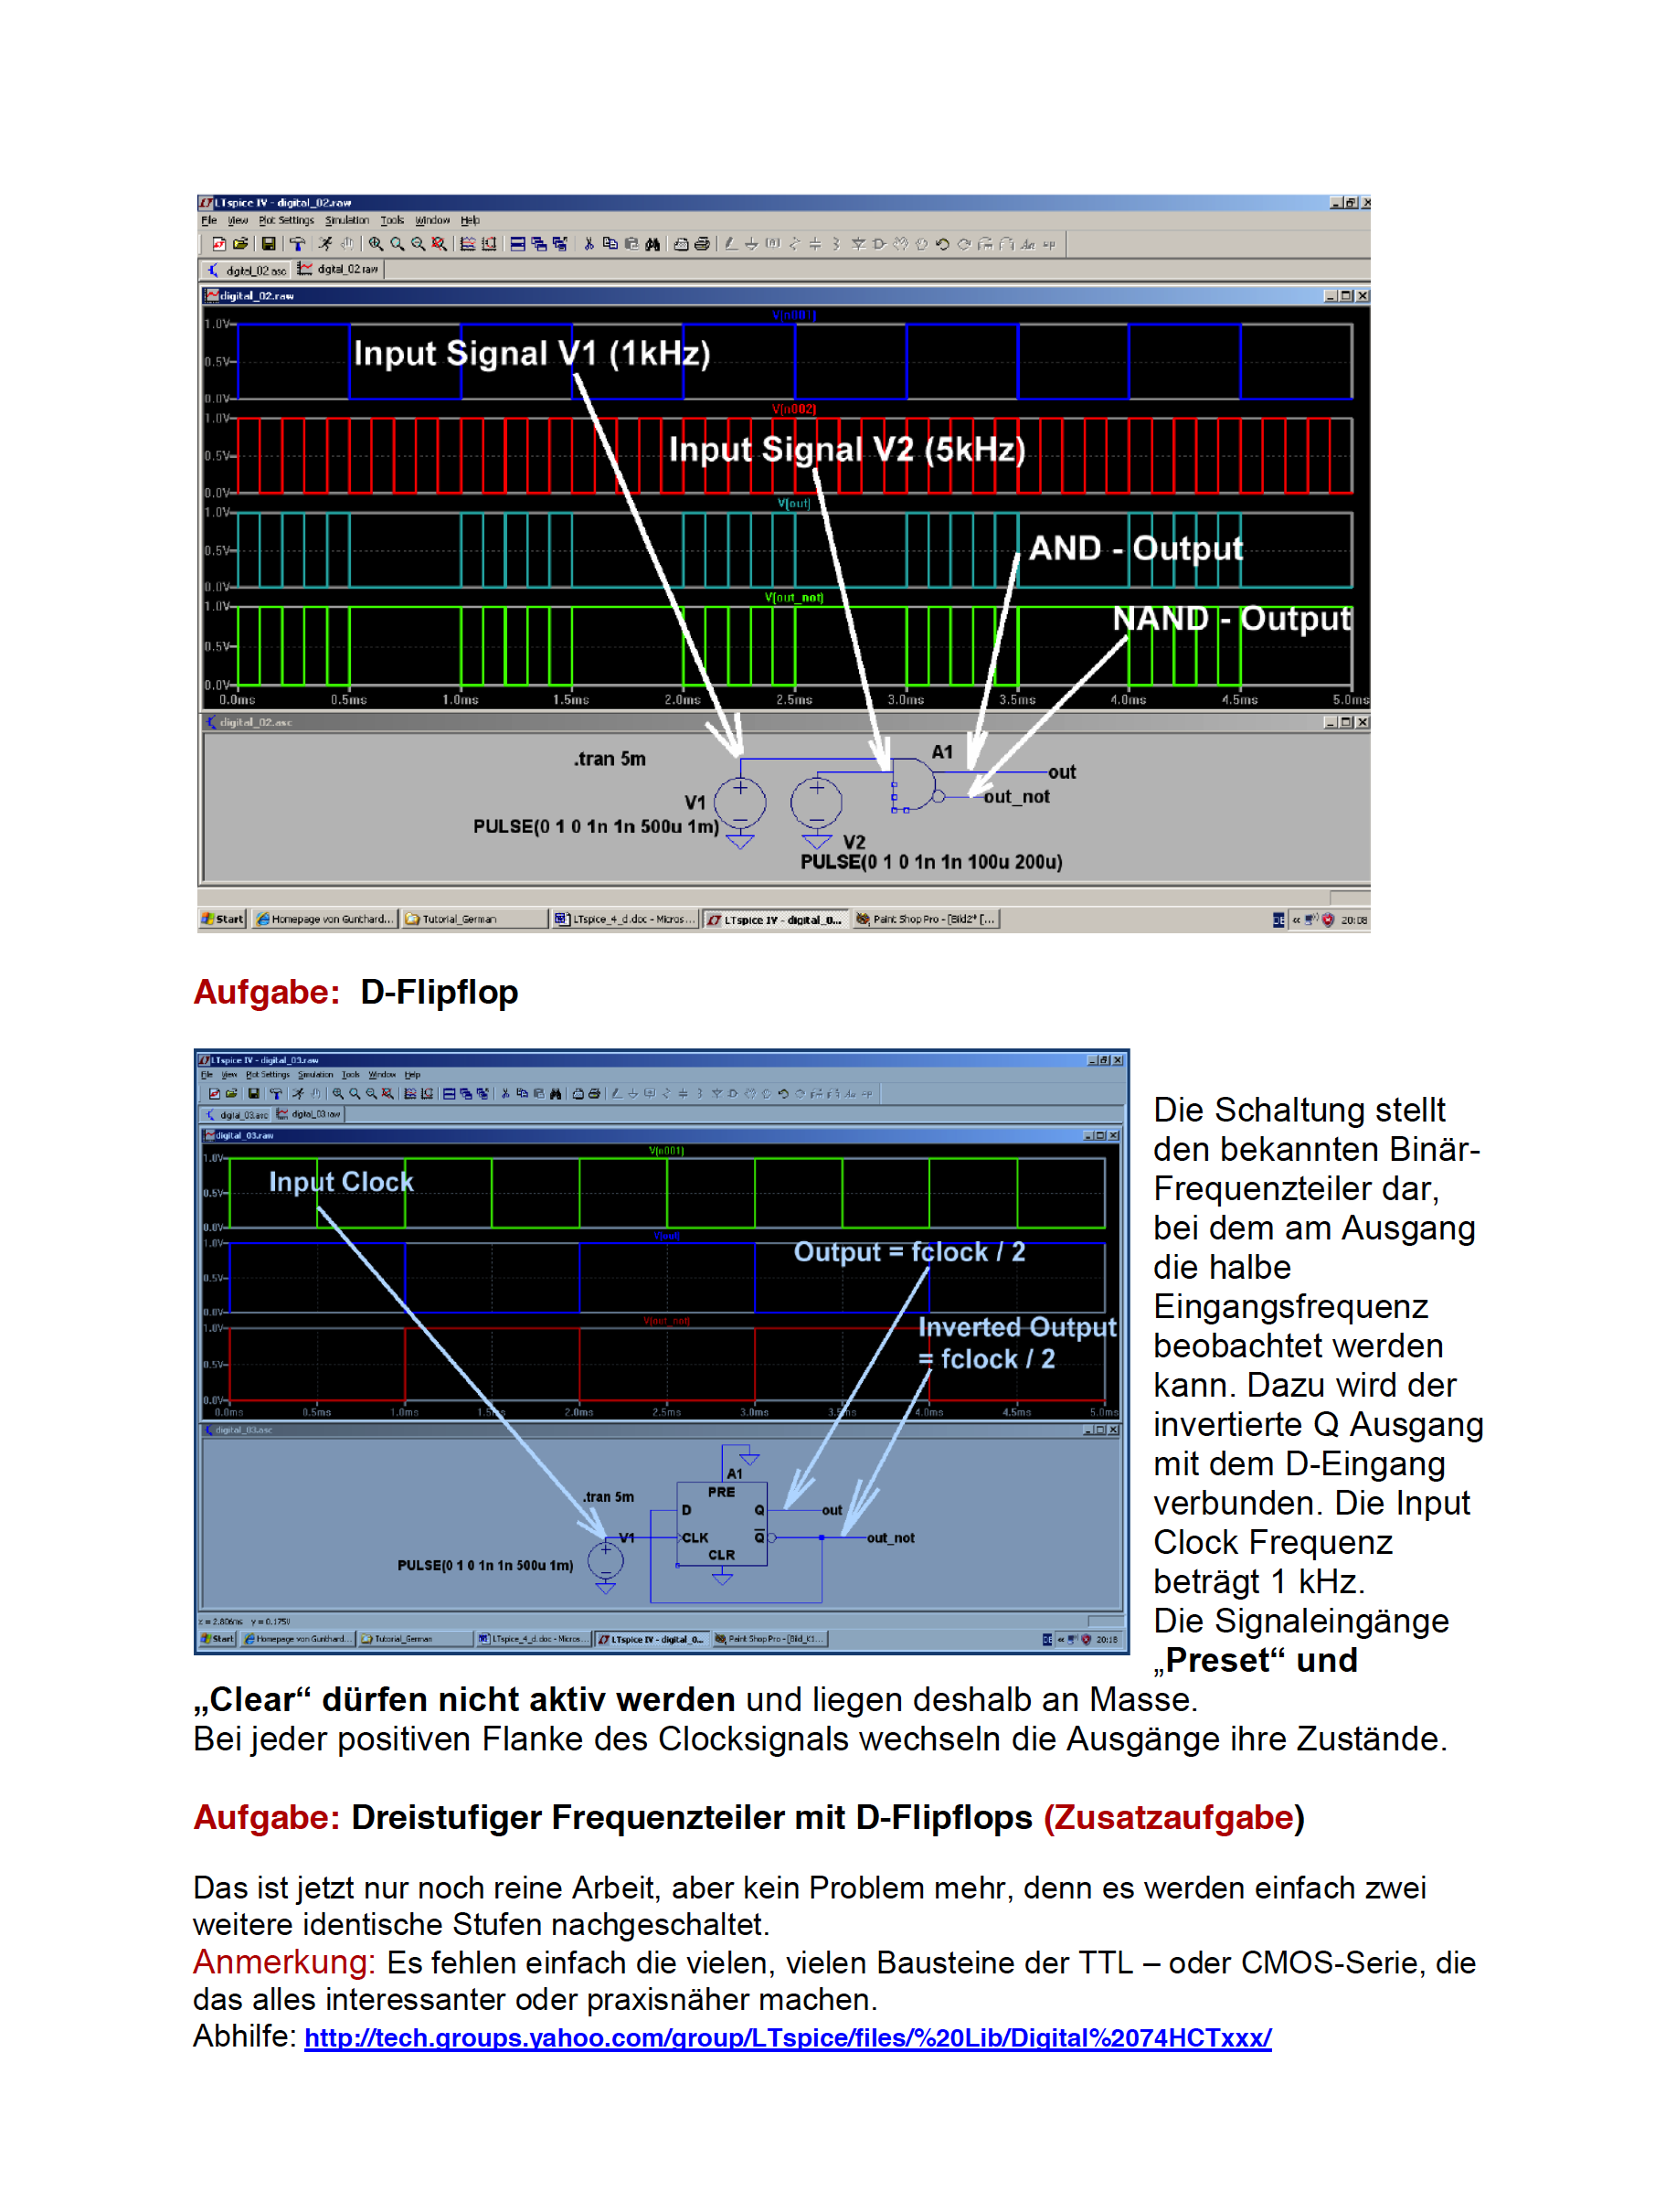 LTspice IV - digital_02.raw
File View Plot Settings Simulation Tools Window Help
digital_02.asc digital_02.raw
digital_02.raw
V(n001)
1.0V
0.5V
0.0V
Input Signal V1 (1kHz)
V(n002)
1.0V
0.5V
0.0V
Input Signal V2 (5kHz)
V(out)
1.0V
0.5V
0.0V
AND - Output
V(out_not)
1.0V
0.5V
0.0V
NAND - Output
0.0ms 0.5ms 1.0ms 1.5ms 2.0ms 2.5ms 3.0ms 3.5ms 4.0ms 4.5ms 5.0ms
digital_02.asc
.tran 5m
A1
out
V1
out_not
PULSE(0 1 0 1n 1n 500u 1m)
V2
PULSE(0 1 0 1n 1n 100u 200u)
Start Homepage von Gunthard... Tutorial_German LTspice_4_d.doc - Micros... LTspice IV - digital_0... Paint Shop Pro - [Bild2* [... DE « 20:08
Aufgabe: D-Flipflop
LTspice IV - digital_03.raw
File View Plot Settings Simulation Tools Window Help
digital_03.asc digital_03.raw
digital_03.raw
V(n001)
1.0V
0.5V
0.0V
Input Clock
V(out)
1.0V
0.5V
0.0V
Output = fclock / 2
V(out_not)
1.0V
0.5V
0.0V
Inverted Output
= fclock / 2
0.0ms 0.5ms 1.0ms 1.5ms 2.0ms 2.5ms 3.0ms 3.5ms 4.0ms 4.5ms 5.0ms
digital_03.asc
A1
.tran 5m
PRE
D Q out
V1 CLK Q out_not
CLR
PULSE(0 1 0 1n 1n 500u 1m)
x = 2.806ms y = 0.175V
Start Homepage von Gunthard... Tutorial_German LTspice_4_d.doc - Micros... LTspice IV - digital_0... Paint Shop Pro - [Bild_K1... DE « 20:18
Die Schaltung stellt
den bekannten Binär-
Frequenzteiler dar,
bei dem am Ausgang
die halbe
Eingangsfrequenz
beobachtet werden
kann. Dazu wird der
invertierte Q Ausgang
mit dem D-Eingang
verbunden. Die Input
Clock Frequenz
beträgt 1 kHz.
Die Signaleingänge
„Preset“ und
„Clear“ dürfen nicht aktiv werden und liegen deshalb an Masse.
Bei jeder positiven Flanke des Clocksignals wechseln die Ausgänge ihre Zustände.
Aufgabe: Dreistufiger Frequenzteiler mit D-Flipflops (Zusatzaufgabe)
Das ist jetzt nur noch reine Arbeit, aber kein Problem mehr, denn es werden einfach zwei
weitere identische Stufen nachgeschaltet.
Anmerkung: Es fehlen einfach die vielen, vielen Bausteine der TTL – oder CMOS-Serie, die
das alles interessanter oder praxisnäher machen.
Abhilfe: http://tech.groups.yahoo.com/group/LTspice/files/%20Lib/Digital%2074HCTxxx/